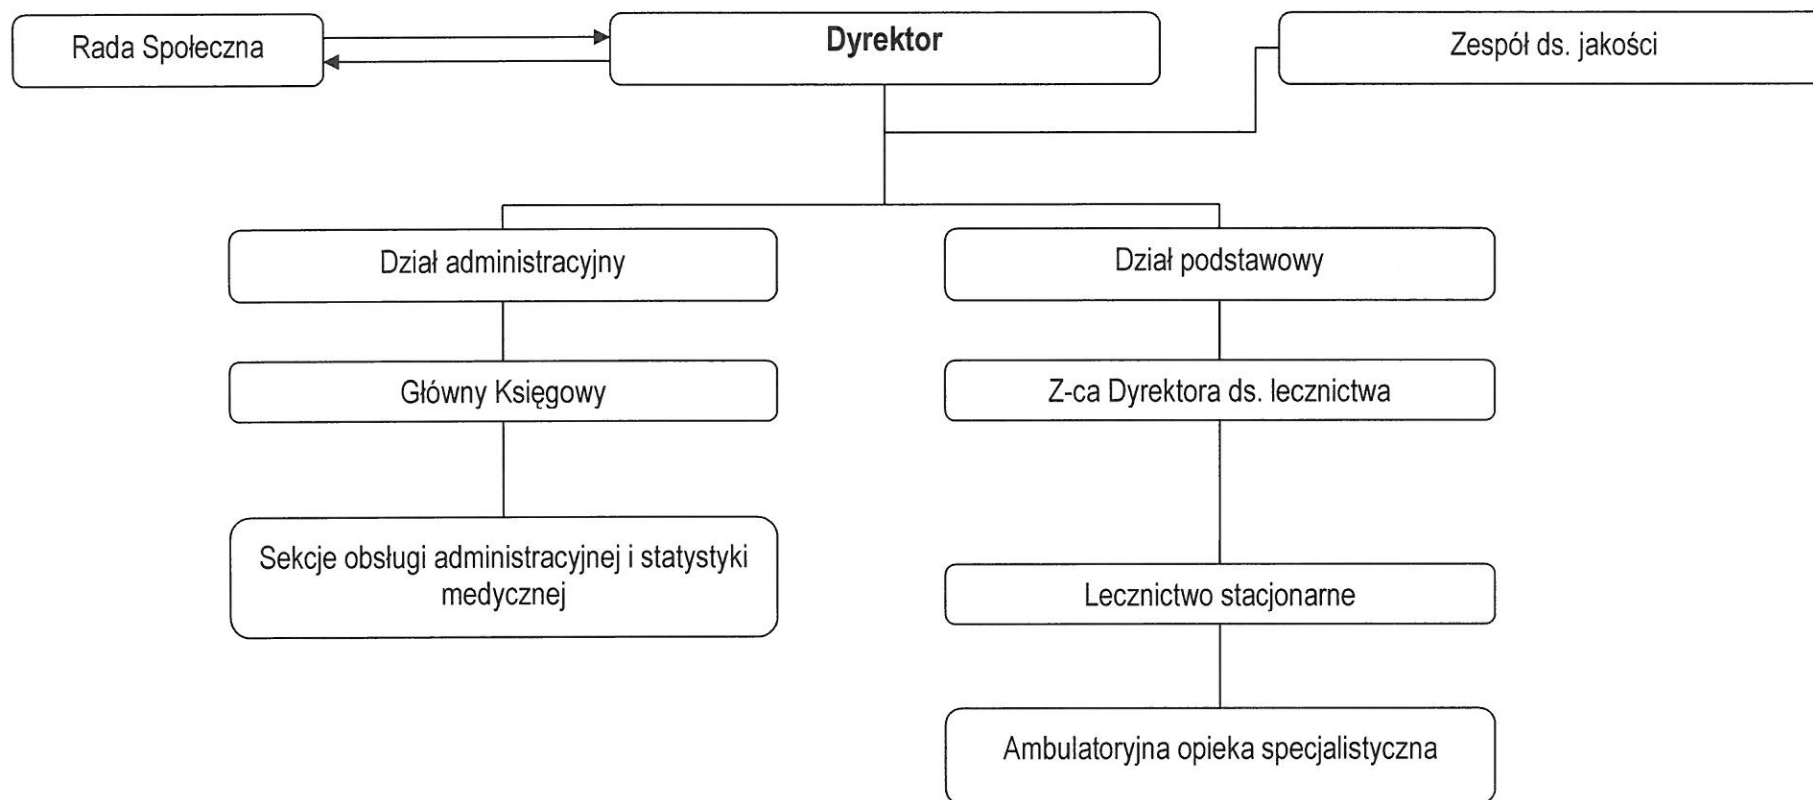 Rada Społeczna
Dyrektor
Zespół ds. jakości
Dział administracyjny
Dział podstawowy
Główny Księgowy
Z-ca Dyrektora ds. lecznictwa
Sekcje obsługi administracyjnej i statystyki
medycznej
Lecznictwo stacjonarne
Ambulatoryjna opieka specjalistyczna